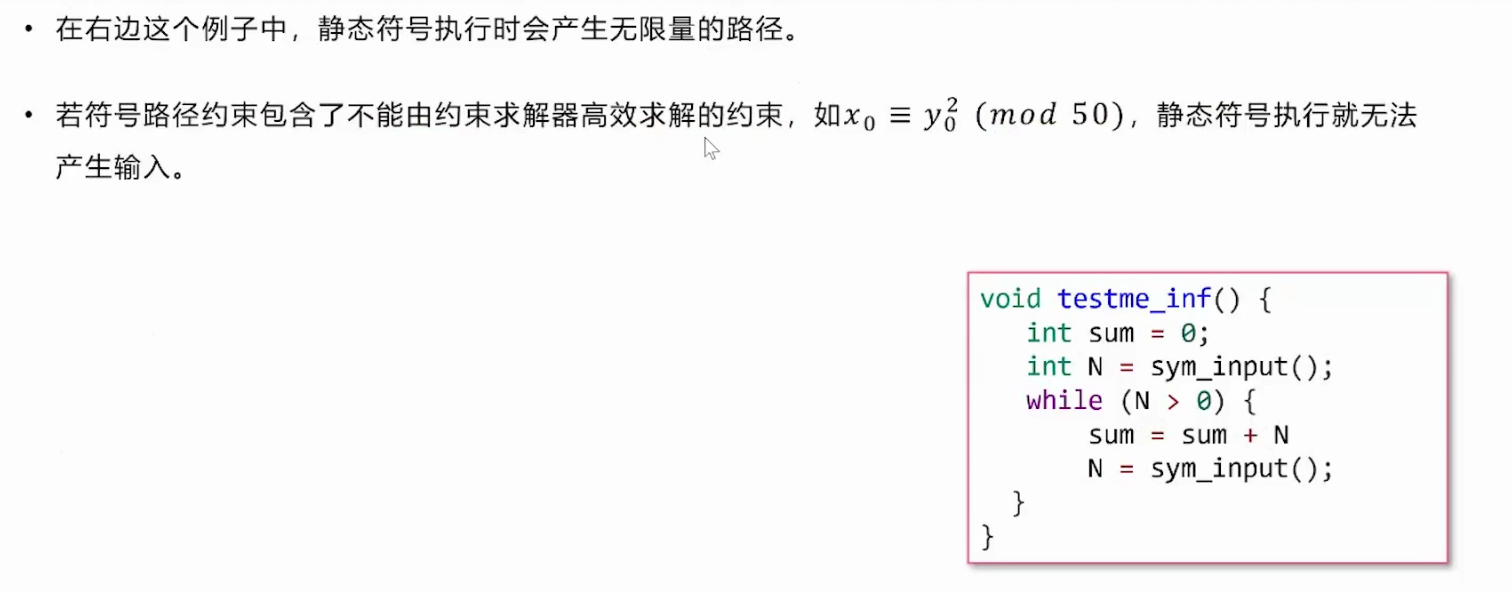 • 在右边这个例子中，静态符号执行时会产生无限量的路径。
• 若符号路径约束包含了不能由约束求解器高效求解的约束，如x₀ ≡ y₀² (mod 50)，静态符号执行就无法
产生输入。
void testme_inf() {
int sum = 0;
int N = sym_input();
while (N > 0) {
sum = sum + N
N = sym_input();
}
}